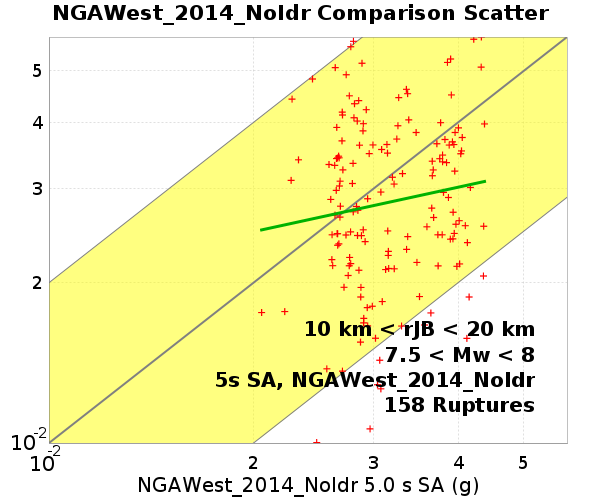 NGAWest_2014_NoIdr Comparison Scatter
5
4
3
2
10^-2
10^-2
2
3
4
5
10 km < rJB < 20 km
7.5 < Mw < 8
5s SA, NGAWest_2014_NoIdr
158 Ruptures
NGAWest_2014_NoIdr 5.0 s SA (g)